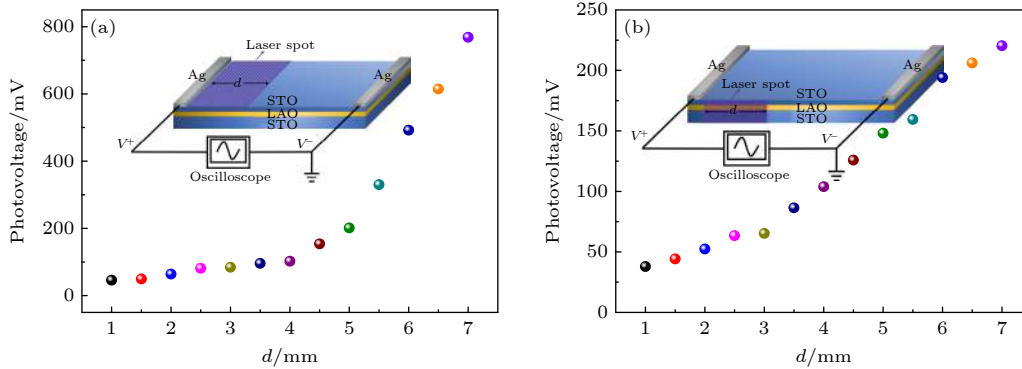 (a)
Photovoltage/mV
800
600
400
200
0
Laser spot
Ag
d
Ag
STO
LAO
STO
V+
V−
Oscilloscope
1 2 3 4 5 6 7
d/mm
(b)
Photovoltage/mV
250
200
150
100
50
0
Ag
Ag
Laser spot
STO
d
LAO
STO
V+
V−
Oscilloscope
1 2 3 4 5 6 7
d/mm